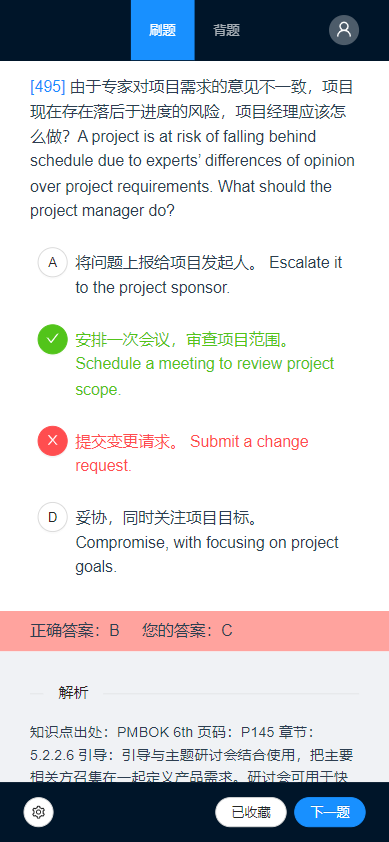 刷题 背题
[495] 由于专家对项目需求的意见不一致，项目
现在存在落后于进度的风险，项目经理应该怎
么做？A project is at risk of falling behind
schedule due to experts’ differences of opinion
over project requirements. What should the
project manager do?
A 将问题上报给项目发起人。 Escalate it
to the project sponsor.
安排一次会议，审查项目范围。
Schedule a meeting to review project
scope.
提交变更请求。 Submit a change
request.
D 妥协，同时关注项目目标。
Compromise, with focusing on project
goals.
正确答案：B 您的答案：C
解析
知识点出处：PMBOK 6th 页码：P145 章节：
5.2.2.6 引导：引导与主题研讨会结合使用，把主要
相关方召集在一起定义产品需求。研讨会可用于快
已收藏 下一题